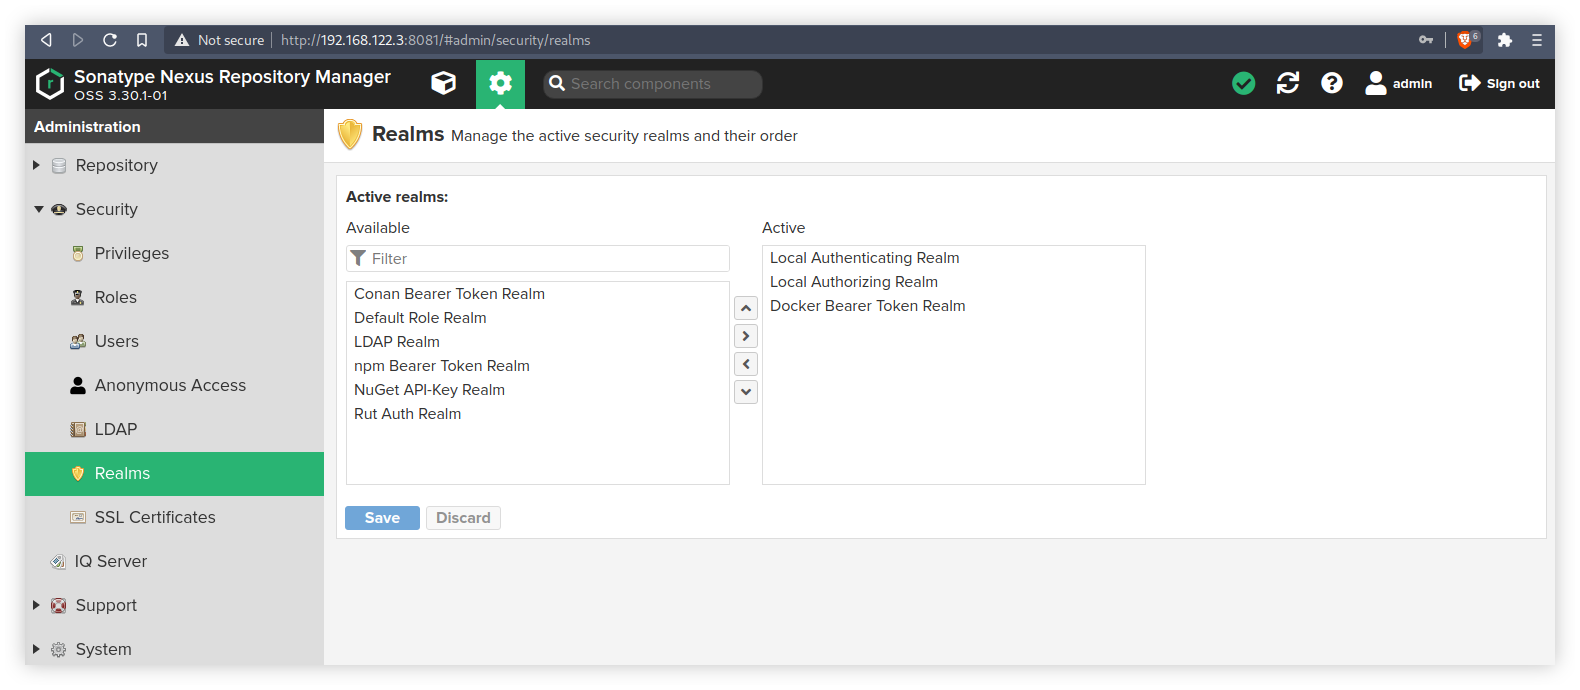 Not secure http://192.168.122.3:8081/#admin/security/realms 6
Sonatype Nexus Repository Manager
OSS 3.30.1-01
Search components
admin
Sign out
Administration
Repository
Security
Privileges
Roles
Users
Anonymous Access
LDAP
Realms
SSL Certificates
IQ Server
Support
System
Realms Manage the active security realms and their order
Active realms:
Available
Filter
Conan Bearer Token Realm
Default Role Realm
LDAP Realm
npm Bearer Token Realm
NuGet API-Key Realm
Rut Auth Realm
Active
Local Authenticating Realm
Local Authorizing Realm
Docker Bearer Token Realm
Save
Discard